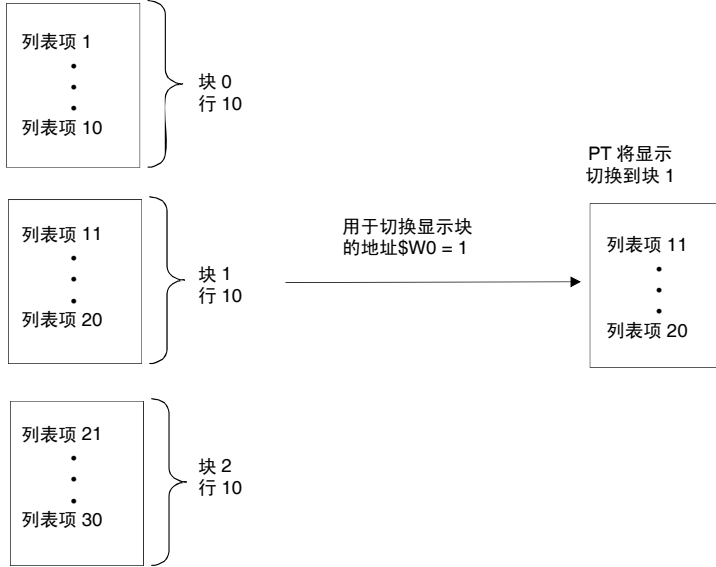 列表项 1
列表项 10
块 0
行 10
列表项 11
列表项 20
块 1
行 10
用于切换显示块
的地址$W0 = 1
PT 将显示
切换到块 1
列表项 11
列表项 20
列表项 21
列表项 30
块 2
行 10